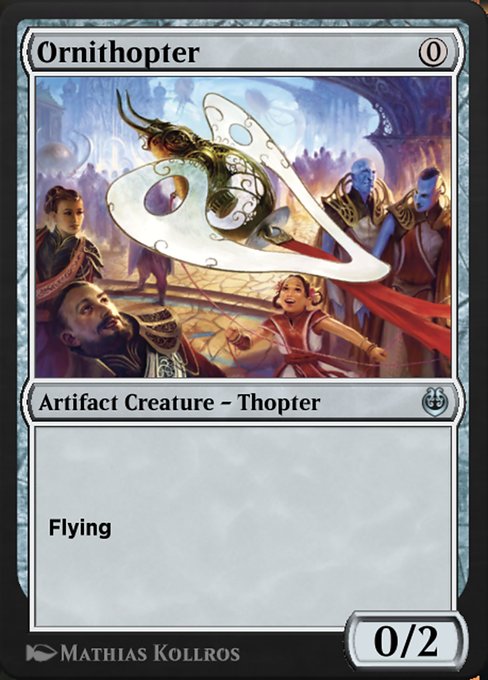 Ornithopter 0
Artifact Creature – Thopter
Flying
0/2
Mathias Kollros